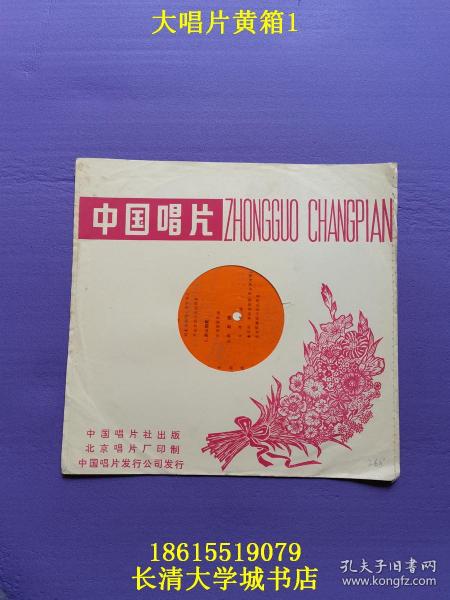 大唱片黄箱1
中国唱片 ZHONGGUO CHANGPIAN
中国唱片社出版
北京唱片厂印制
中国唱片发行公司发行
18615519079
长清大学城书店
孔夫子旧书网
www.kongfz.com